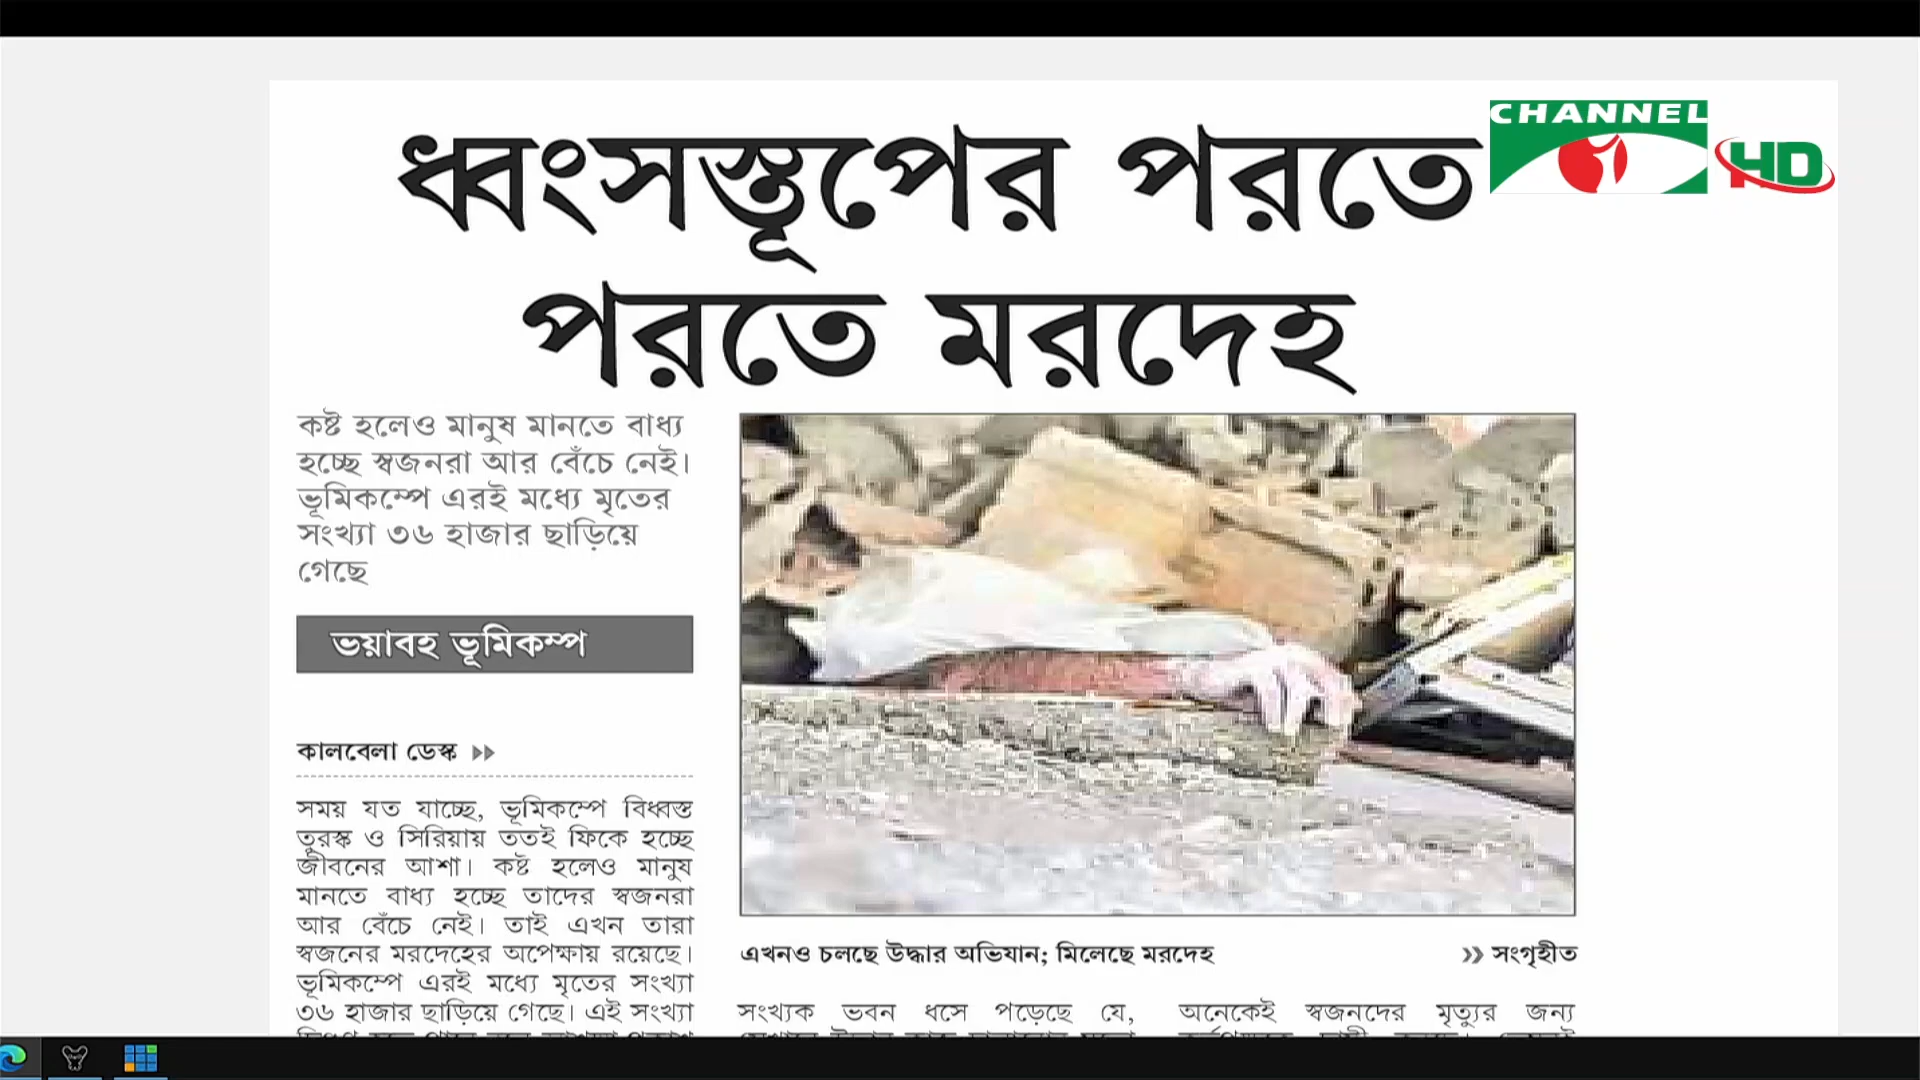 CHANNEL
HD
ধ্বংসস্তূপের পরতে
পরতে মরদেহ
কষ্ট হলেও মানুষ মানতে বাধ্য
হচ্ছে স্বজনরা আর বেঁচে নেই।
ভূমিকম্পে এরই মধ্যে মৃতের
সংখ্যা ৩৬ হাজার ছাড়িয়ে
গেছে
ভয়াবহ ভূমিকম্প
কালবেলা ডেস্ক
সময় যত যাচ্ছে, ভূমিকম্পে বিধ্বস্ত
তুরস্ক ও সিরিয়ায় ততই ফিকে হচ্ছে
জীবনের আশা। কষ্ট হলেও মানুষ
মানতে বাধ্য হচ্ছে তাদের স্বজনরা
আর বেঁচে নেই। তাই এখন তারা
স্বজনের মরদেহের অপেক্ষায় রয়েছে।
ভূমিকম্পে এরই মধ্যে মৃতের সংখ্যা
৩৬ হাজার ছাড়িয়ে গেছে। এই সংখ্যা
এখনও চলছে উদ্ধার অভিযান; মিলেছে মরদেহ
সংগৃহীত
সংখ্যক ভবন ধসে পড়েছে যে,
অনেকেই স্বজনদের মৃত্যুর জন্য